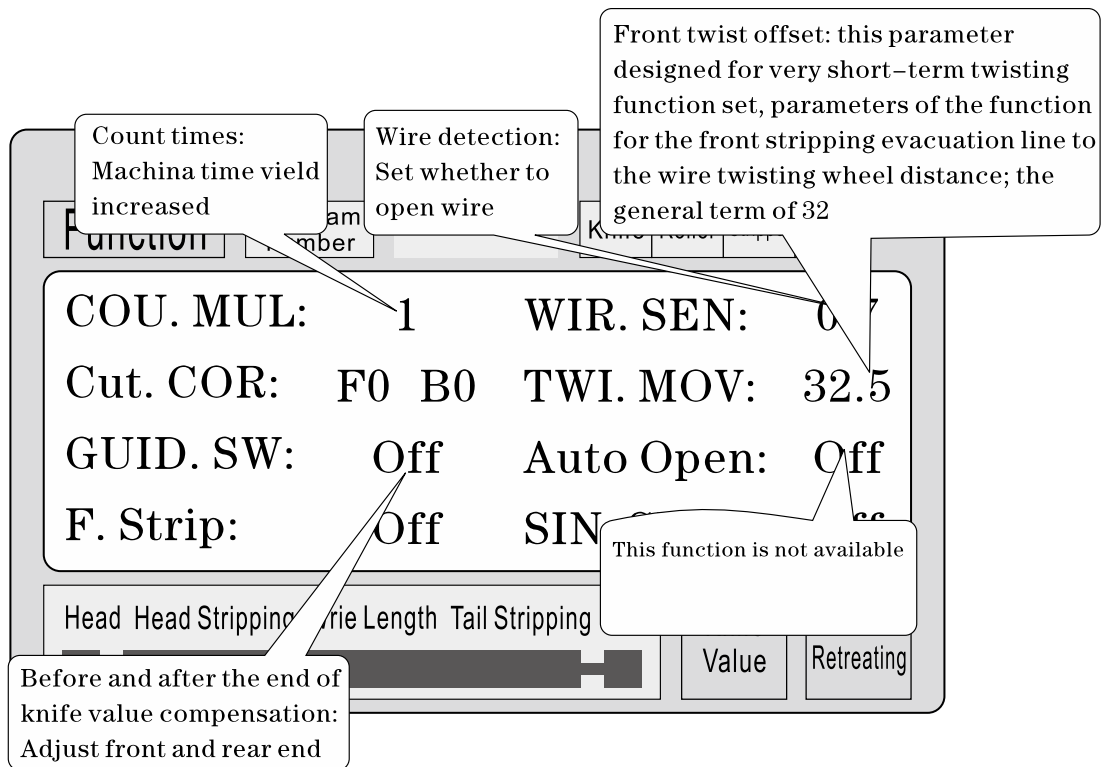 Front twist offset: this parameter
designed for very short-term twisting
function set, parameters of the function
for the front stripping evacuation line to
the wire twisting wheel distance; the
general term of 32
Count times:
Machina time vield
increased
Wire detection:
Set whether to
open wire
Function
COU. MUL: 1 WIR. SEN:
Cut. COR: F0 B0 TWI. MOV: 32.5
GUID. SW: Off Auto Open: Off
F. Strip: Off
This function is not available
Head Head Stripping Length Tail Stripping
Value Retreating
Before and after the end of
knife value compensation:
Adjust front and rear end